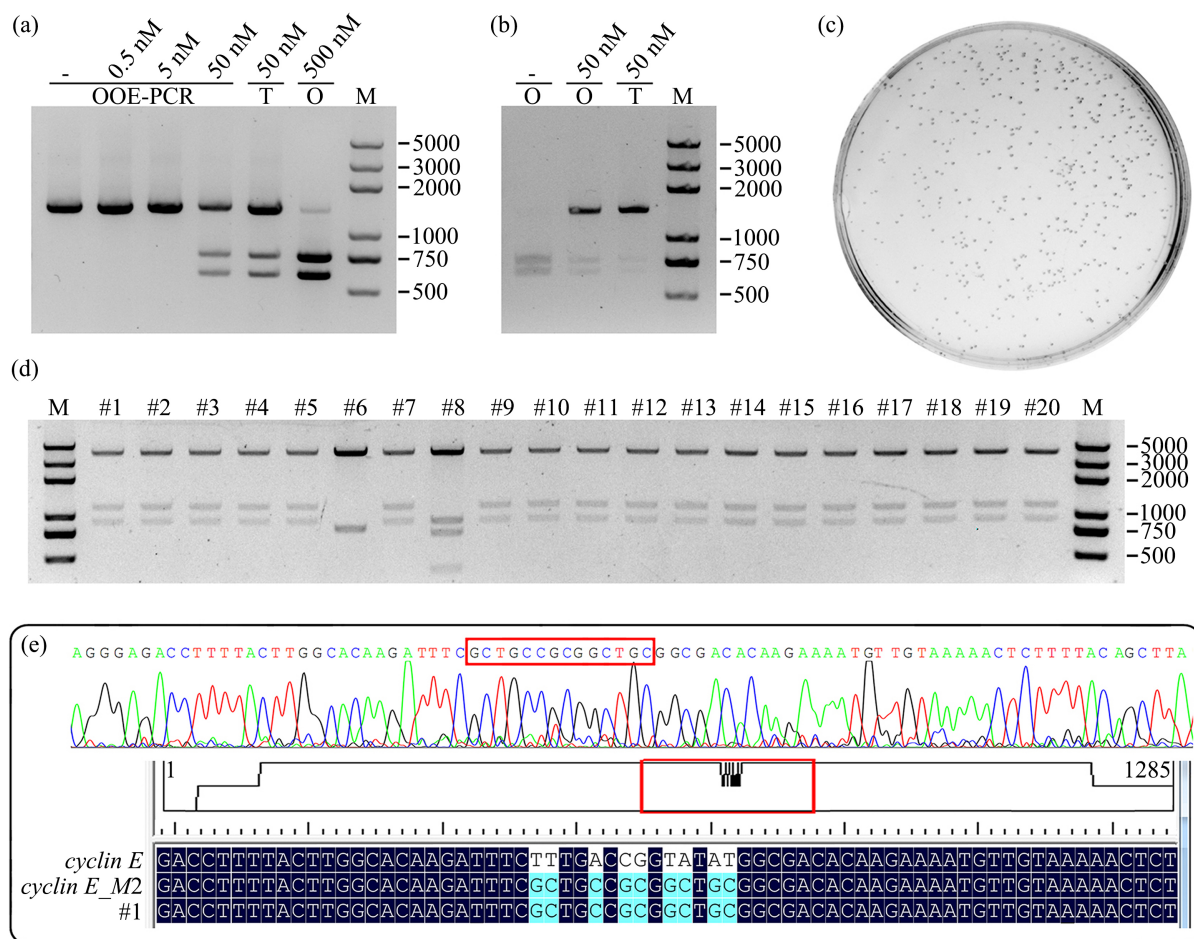 (a)
- 0.5 nM 5 nM 50 nM 50 nM 500 nM
OOE-PCR T O M
5000
3000
2000
1000
750
500
(b)
- 50 nM 50 nM
O O T M
5000
3000
2000
1000
750
500
(c)
(d)
M #1 #2 #3 #4 #5 #6 #7 #8 #9 #10 #11 #12 #13 #14 #15 #16 #17 #18 #19 #20 M
5000
3000
2000
1000
750
500
(e)
AGGGAGACCTTTTACTTGGCACAAGATTTCGCTGCCGCGGCTGCGGCGACACAAGAAAATGTTGTAAAAACTCTTTTACAGCTTA
1 1285
cyclin E GACCTTTTACTTGGCACAAGATTTCTTTGACCGGTATATGGCGACACAAGAAAATGTTGTAAAAACTCT
cyclin E_M2 GACCTTTTACTTGGCACAAGATTTCGCTGCCGCGGCTGCGGCGACACAAGAAAATGTTGTAAAAACTCT
#1 GACCTTTTACTTGGCACAAGATTTCGCTGCCGCGGCTGCGGCGACACAAGAAAATGTTGTAAAAACTCT